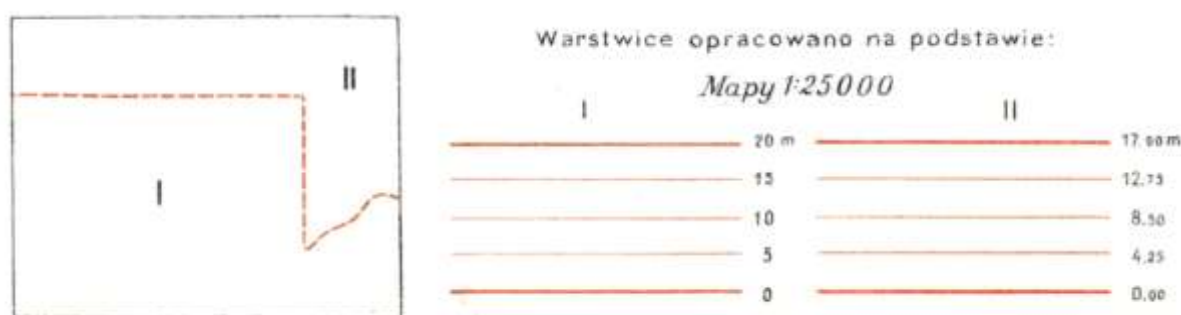 Warstwice opracowano na podstawie:
Mapy 1:25000
II
I
I
II
20 m
17.00 m
15
12.75
10
8.50
5
4.25
0
0.00